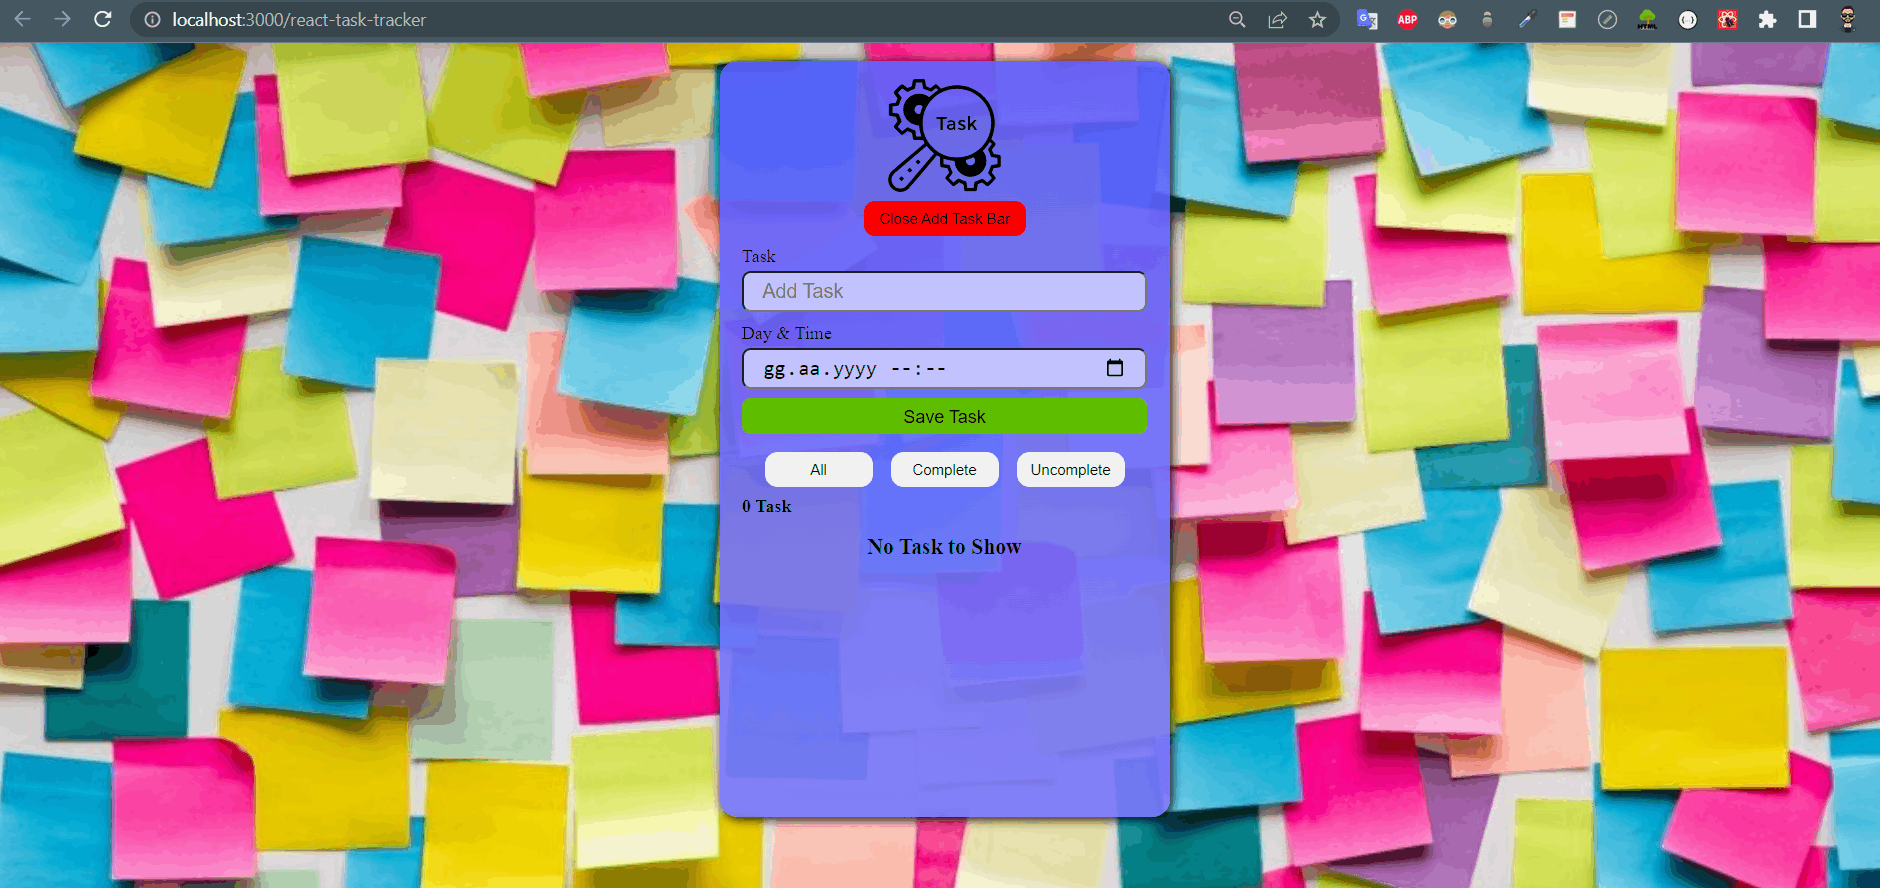 localhost:3000/react-task-tracker
ABP
Task
Close Add Task Bar
Task
Add Task
Day & Time
gg.aa.yyyy --:--
Save Task
All Complete Uncomplete
0 Task
No Task to Show